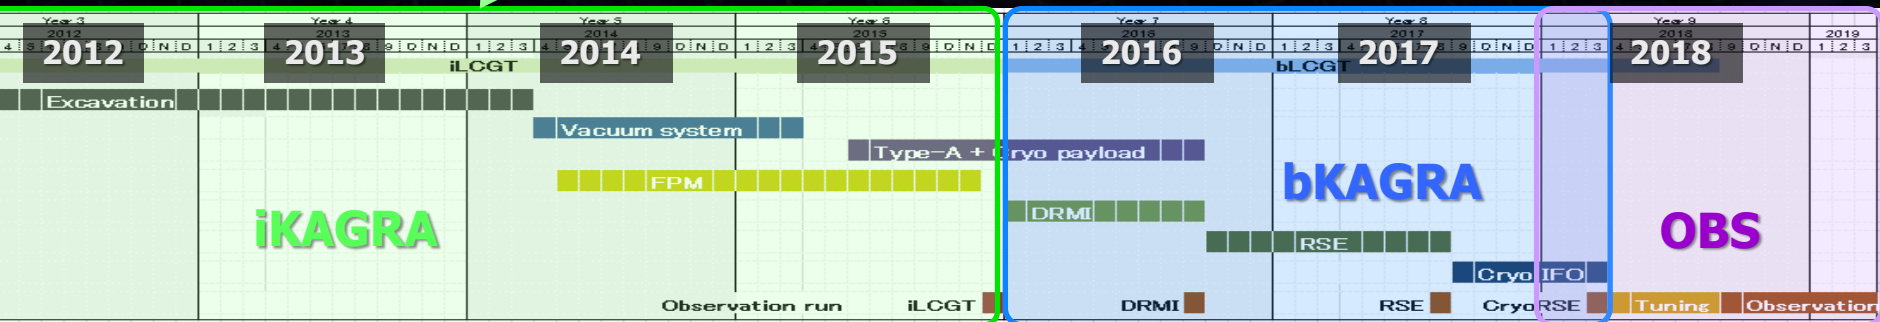 Year 3 Year 4 Year 5 Year 6 Year 7 Year 8 Year 9
2012 2013 2014 2015 2016 2017 2018 2019
2012 2013 2014 2015 2016 2017 2018
iLCGT bLCGT
Excavation
Vacuum system
Type-A + Cryo payload
FPM
iKAGRA
bKAGRA
DRMI
OBS
RSE
Cryo IFO
Observation run iLCGT DRMI RSE CryoRSE Tuning Observation